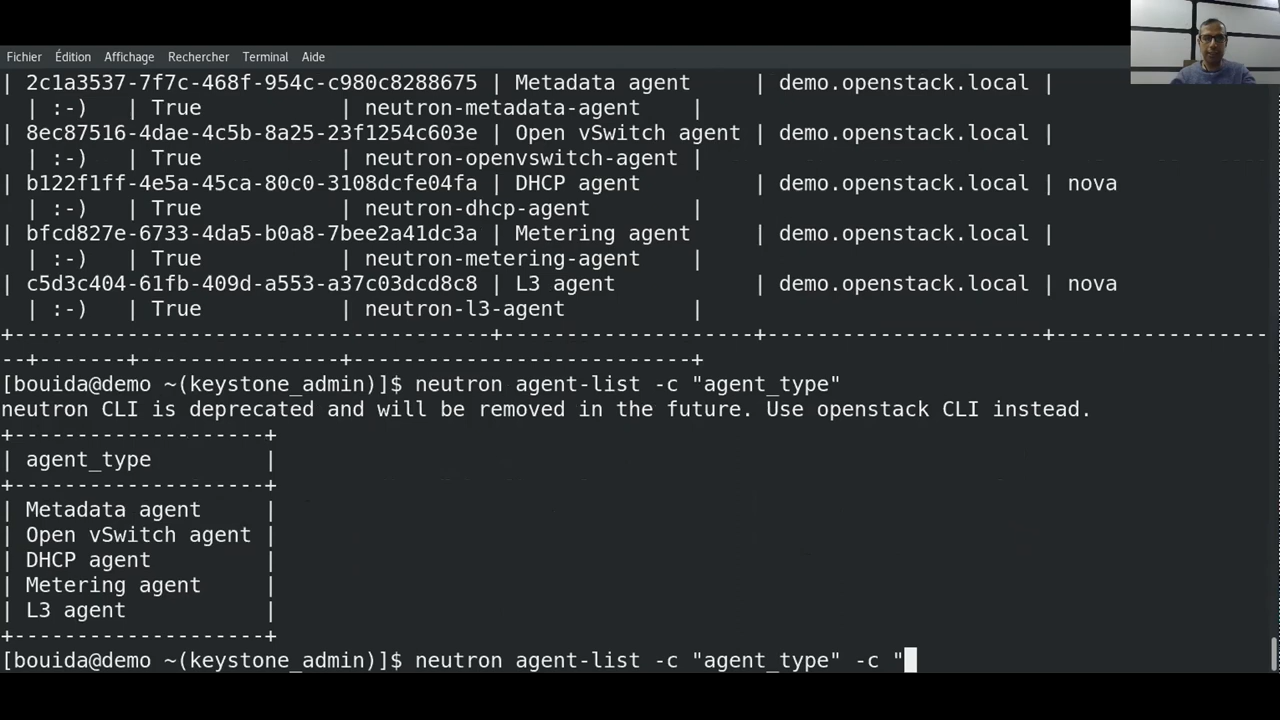 Fichier Édition Affichage Rechercher Terminal Aide
| 2c1a3537-7f7c-468f-954c-c980c8288675 | Metadata agent     | demo.openstack.local |
  | :-)   | True           | neutron-metadata-agent    |
| 8ec87516-4dae-4c5b-8a25-23f1254c603e | Open vSwitch agent | demo.openstack.local |
  | :-)   | True           | neutron-openvswitch-agent |
| b122f1ff-4e5a-45ca-80c0-3108dcfe04fa | DHCP agent         | demo.openstack.local | nova
  | :-)   | True           | neutron-dhcp-agent        |
| bfcd827e-6733-4da5-b0a8-7bee2a41dc3a | Metering agent     | demo.openstack.local |
  | :-)   | True           | neutron-metering-agent    |
| c5d3c404-61fb-409d-a553-a37c03dcd8c8 | L3 agent           | demo.openstack.local | nova
  | :-)   | True           | neutron-l3-agent          |
+--------------------------------------+--------------------+----------------------+-----------------
--+-------+----------------+---------------------------+
[bouida@demo ~(keystone_admin)]$ neutron agent-list -c "agent_type"
neutron CLI is deprecated and will be removed in the future. Use openstack CLI instead.
+--------------------+
| agent_type         |
+--------------------+
| Metadata agent     |
| Open vSwitch agent |
| DHCP agent         |
| Metering agent     |
| L3 agent           |
+--------------------+
[bouida@demo ~(keystone_admin)]$ neutron agent-list -c "agent_type" -c "